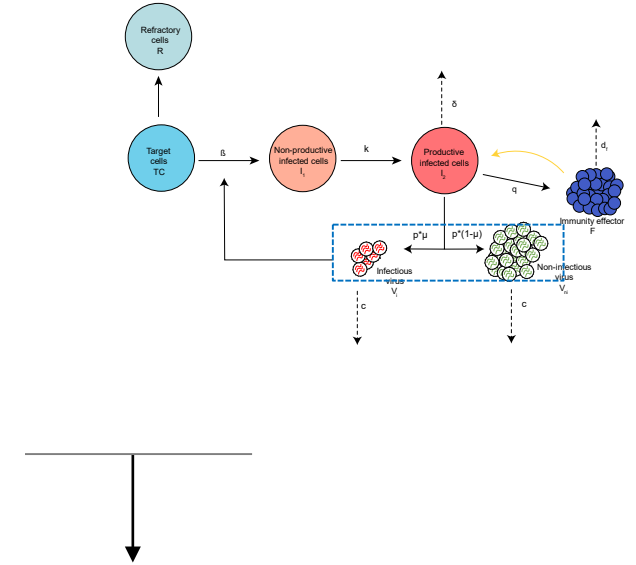 Refractory
cells
R
Target
cells
TC
ß
Non-productive
infected cells
I1
k
Productive
infected cells
I2
δ
q
df
Immunity effector
F
p*µ
p*(1-µ)
Infectious
virus
Vi
Non-infectious
virus
Vni
c
c